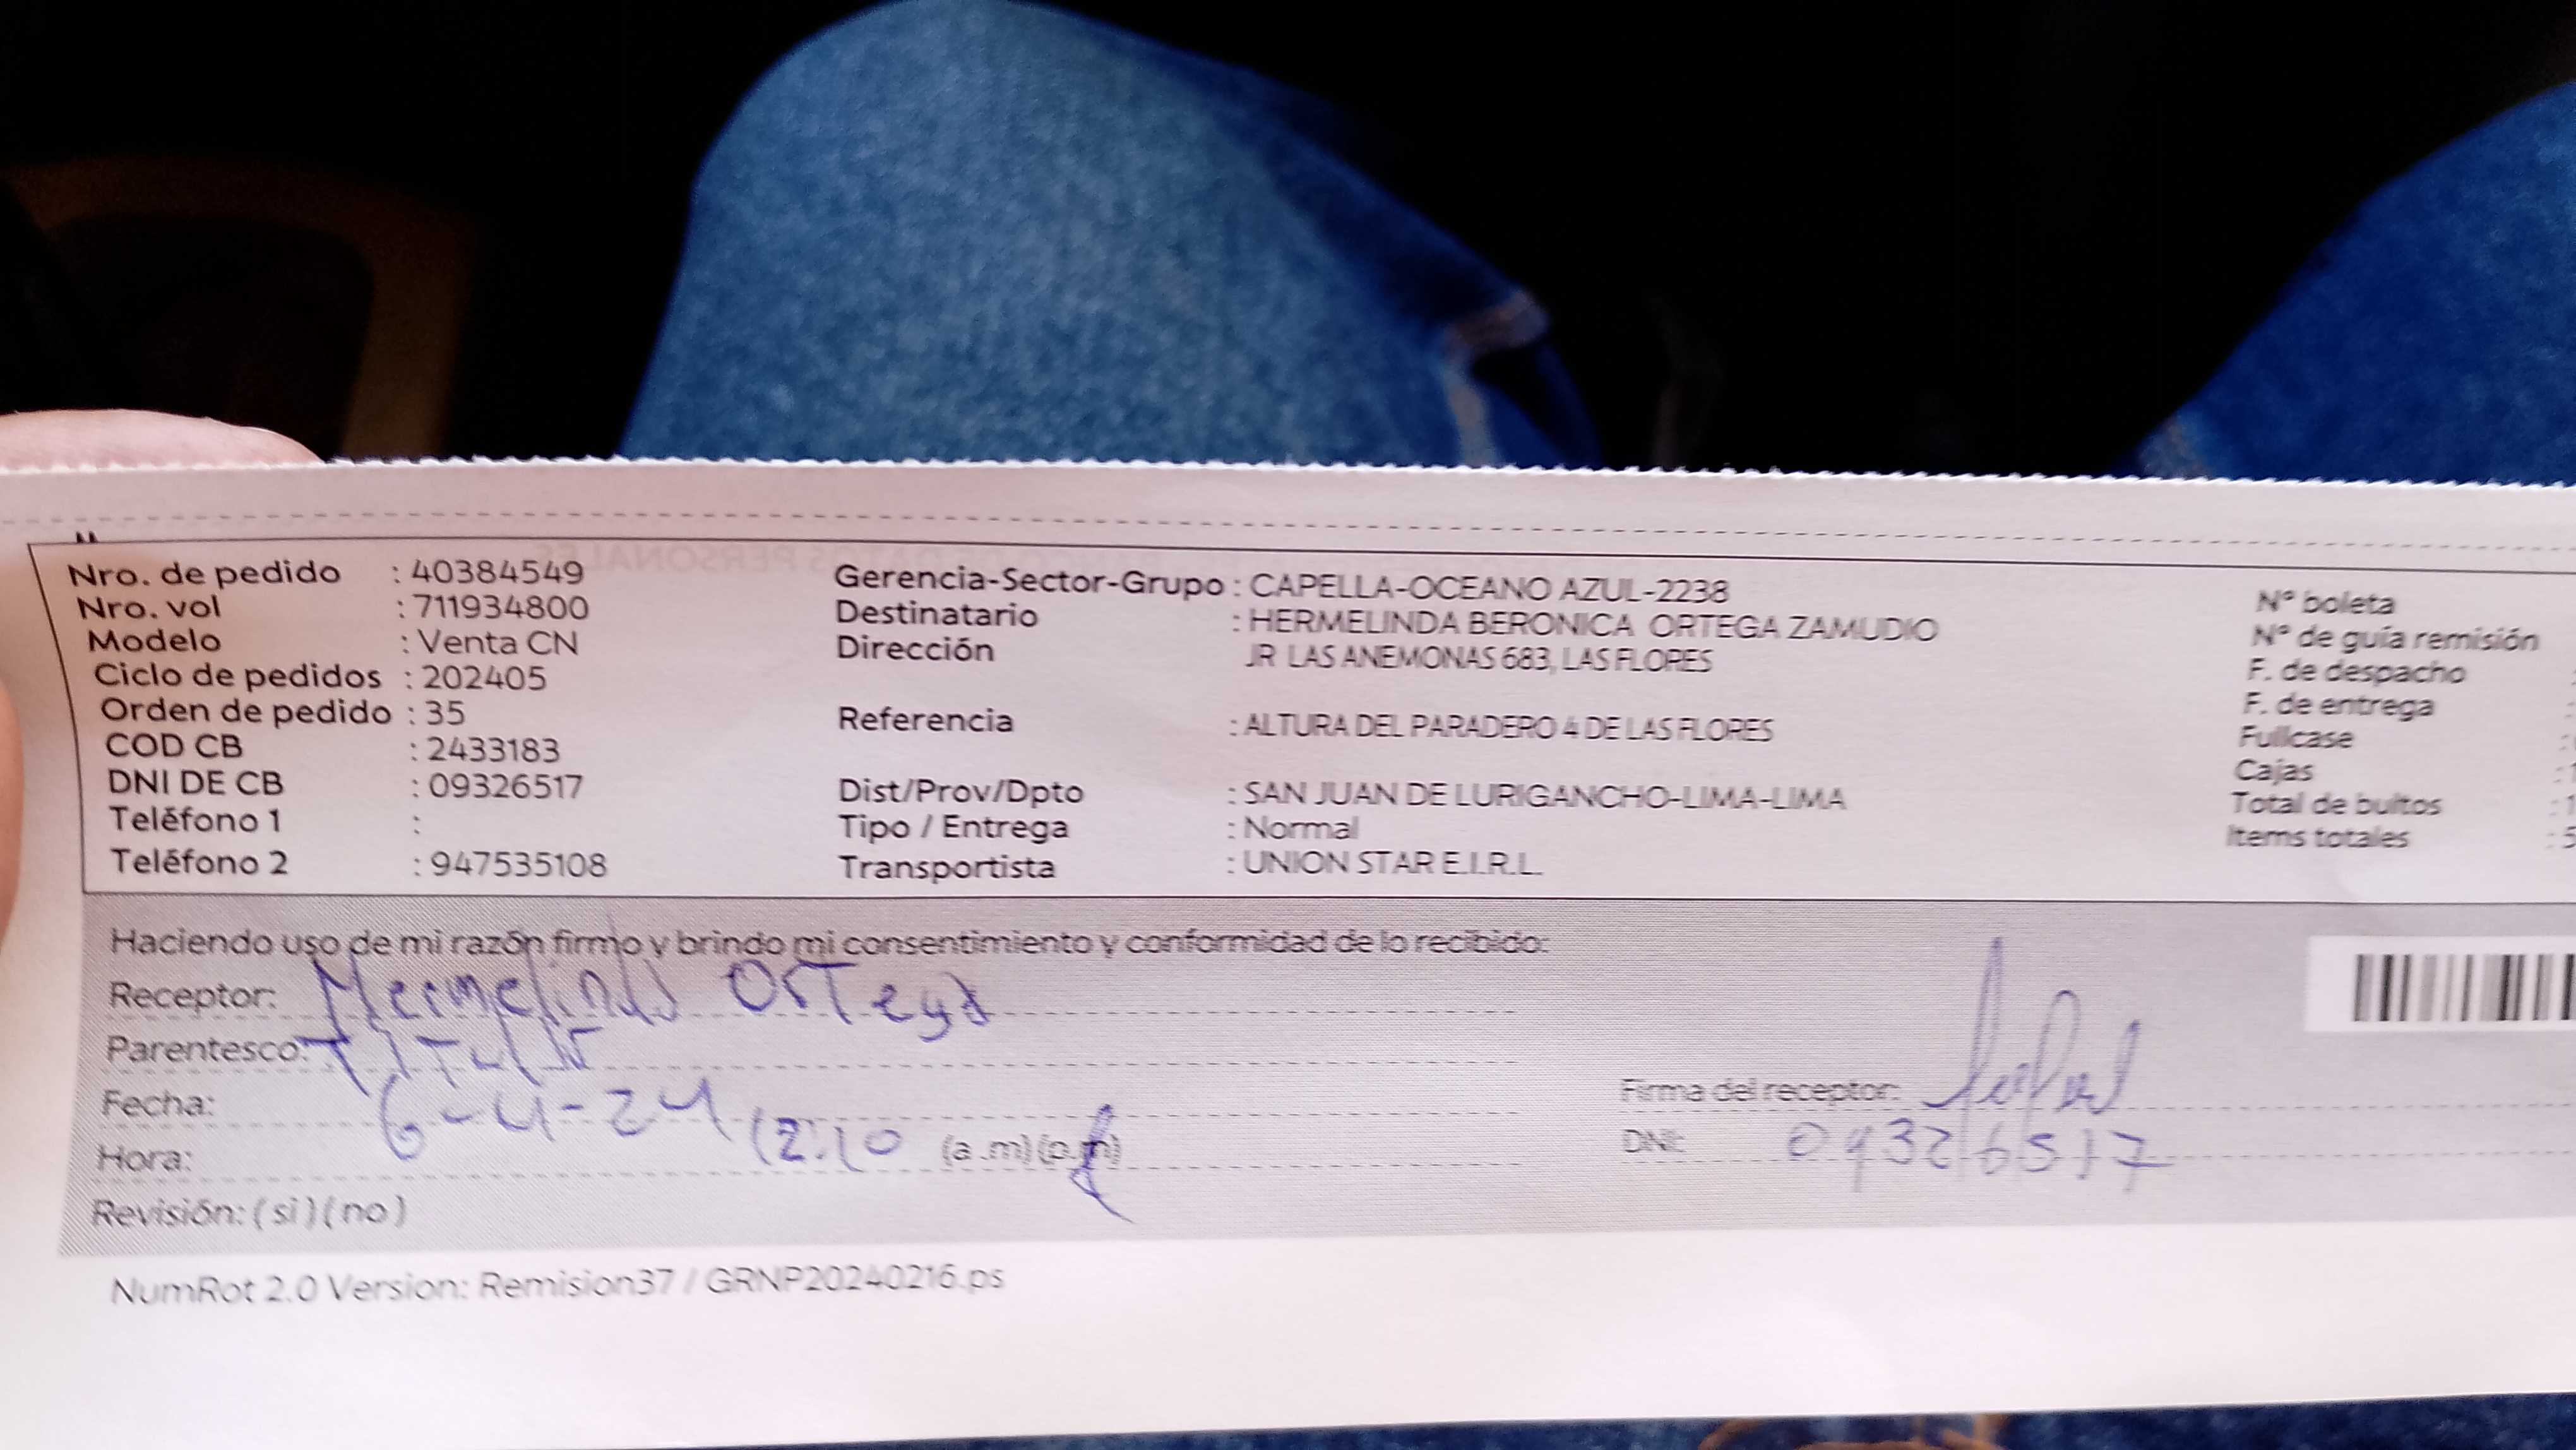 Nro. de pedido : 40384549
Nro. vol : 711934800
Modelo : Venta CN
Ciclo de pedidos : 202405
Orden de pedido : 35
COD CB : 2433183
DNI DE CB : 09326517
Teléfono 1 :
Teléfono 2 : 947535108
Gerencia-Sector-Grupo : CAPELLA-OCEANO AZUL-2238
Destinatario : HERMELINDA BERONICA ORTEGA ZAMUDIO
Dirección JR LAS ANEMONAS 683, LAS FLORES
Referencia : ALTURA DEL PARADERO 4 DE LAS FLORES
Dist/Prov/Dpto : SAN JUAN DE LURIGANCHO-LIMA-LIMA
Tipo / Entrega : Normal
Transportista : UNION STAR E.I.R.L.
N° boleta
N° de guía remisión
F. de despacho :
F. de entrega :
Fullcase :
Cajas : 1
Total de bultos : 1
Items totales : 5
Haciendo uso de mi razón firmo y brindo mi consentimiento y conformidad de lo recibido:
Receptor: Hermelinda Ortega
Parentesco: Titular
Fecha: 6-4-24
Hora: 12:10 (a.m)(p.m)
Revisión: (si)(no)
Firma del receptor:
DNI: 09326517
NumRot 2.0 Version: Remision37 / GRNP20240216.ps